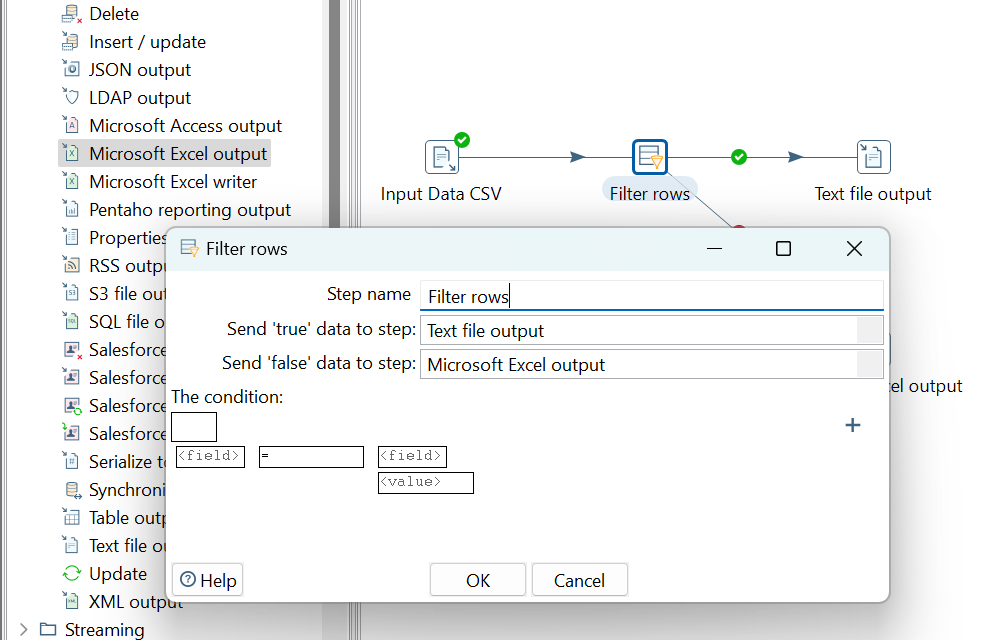 Delete
Insert / update
JSON output
LDAP output
Microsoft Access output
Microsoft Excel output
Microsoft Excel writer
Pentaho reporting output
Properties
RSS outpu
S3 file out
SQL file o
Salesforce
Salesforce
Salesforce
Salesforce
Serialize to
Synchroni
Table outp
Text file ou
Update
XML output
Streaming
Input Data CSV
Filter rows
Text file output
el output
Filter rows
Step name
Filter rows
Send 'true' data to step:
Text file output
Send 'false' data to step:
Microsoft Excel output
The condition:
+
<field>
=
<field>
<value>
Help
OK
Cancel